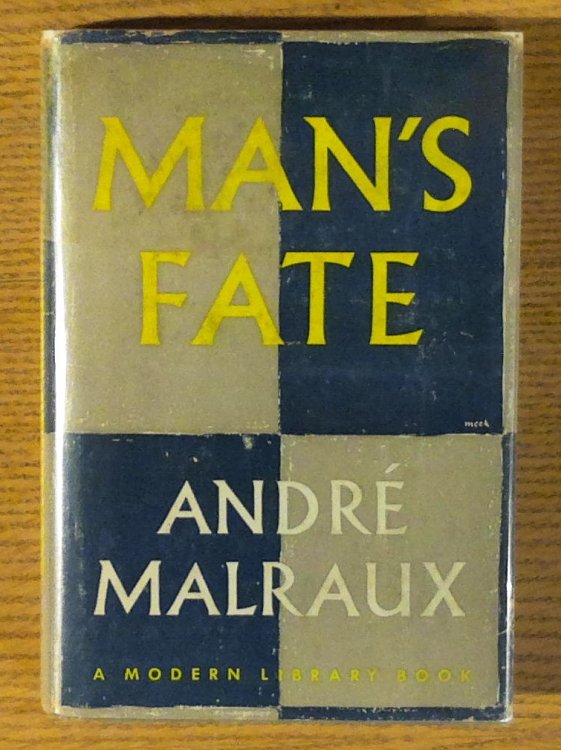 MAN'S
FATE
meek
ANDRÉ
MALRAUX
A MODERN LIBRARY BOOK